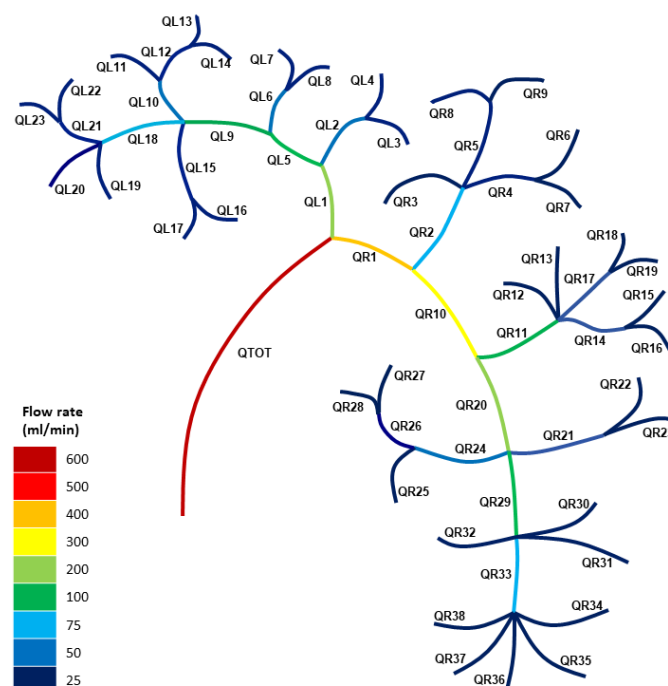 QL13
QL12
QL11
QL14
QL7
QL8
QL4
QL22
QL23
QL10
QL6
QL21
QL18
QL9
QL2
QL3
QL5
QL15
QL20
QL19
QL16
QL17
QL1
QR9
QR8
QR6
QR5
QR4
QR3
QR7
QR2
QR1
QR18
QR13
QR17
QR19
QR12
QR15
QR10
QR11
QR14
QR16
QTOT
QR27
QR22
QR28
QR20
QR26
QR21
QR2
QR24
QR25
QR29
QR30
QR32
QR31
QR33
QR38
QR34
QR37
QR35
QR36
Flow rate
(ml/min)
600
500
400
300
200
100
75
50
25